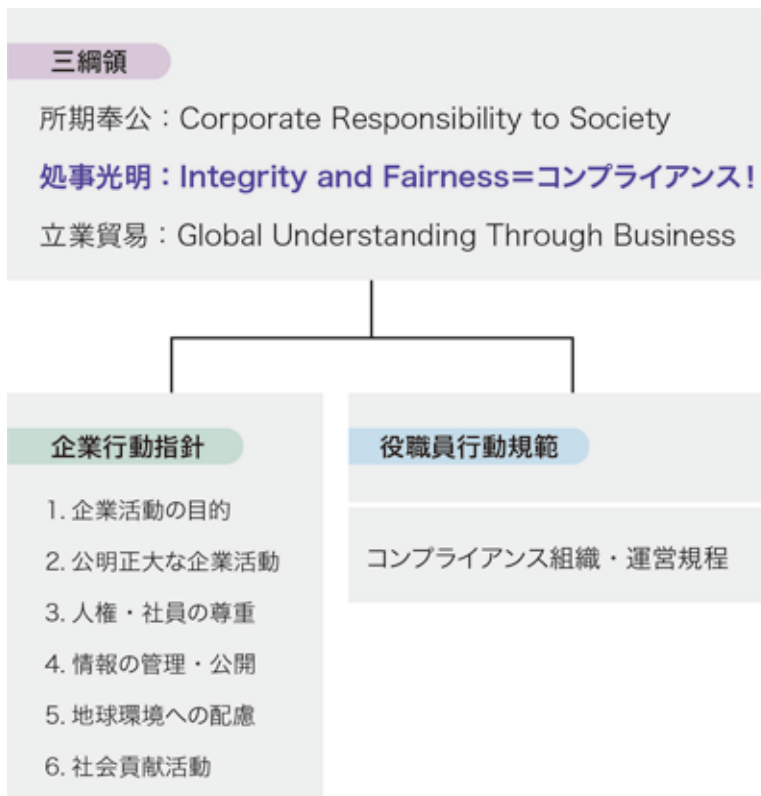 三綱領
所期奉公：Corporate Responsibility to Society
処事光明：Integrity and Fairness＝コンプライアンス！
立業貿易：Global Understanding Through Business
企業行動指針
1. 企業活動の目的
2. 公明正大な企業活動
3. 人権・社員の尊重
4. 情報の管理・公開
5. 地球環境への配慮
6. 社会貢献活動
役職員行動規範
コンプライアンス組織・運営規程